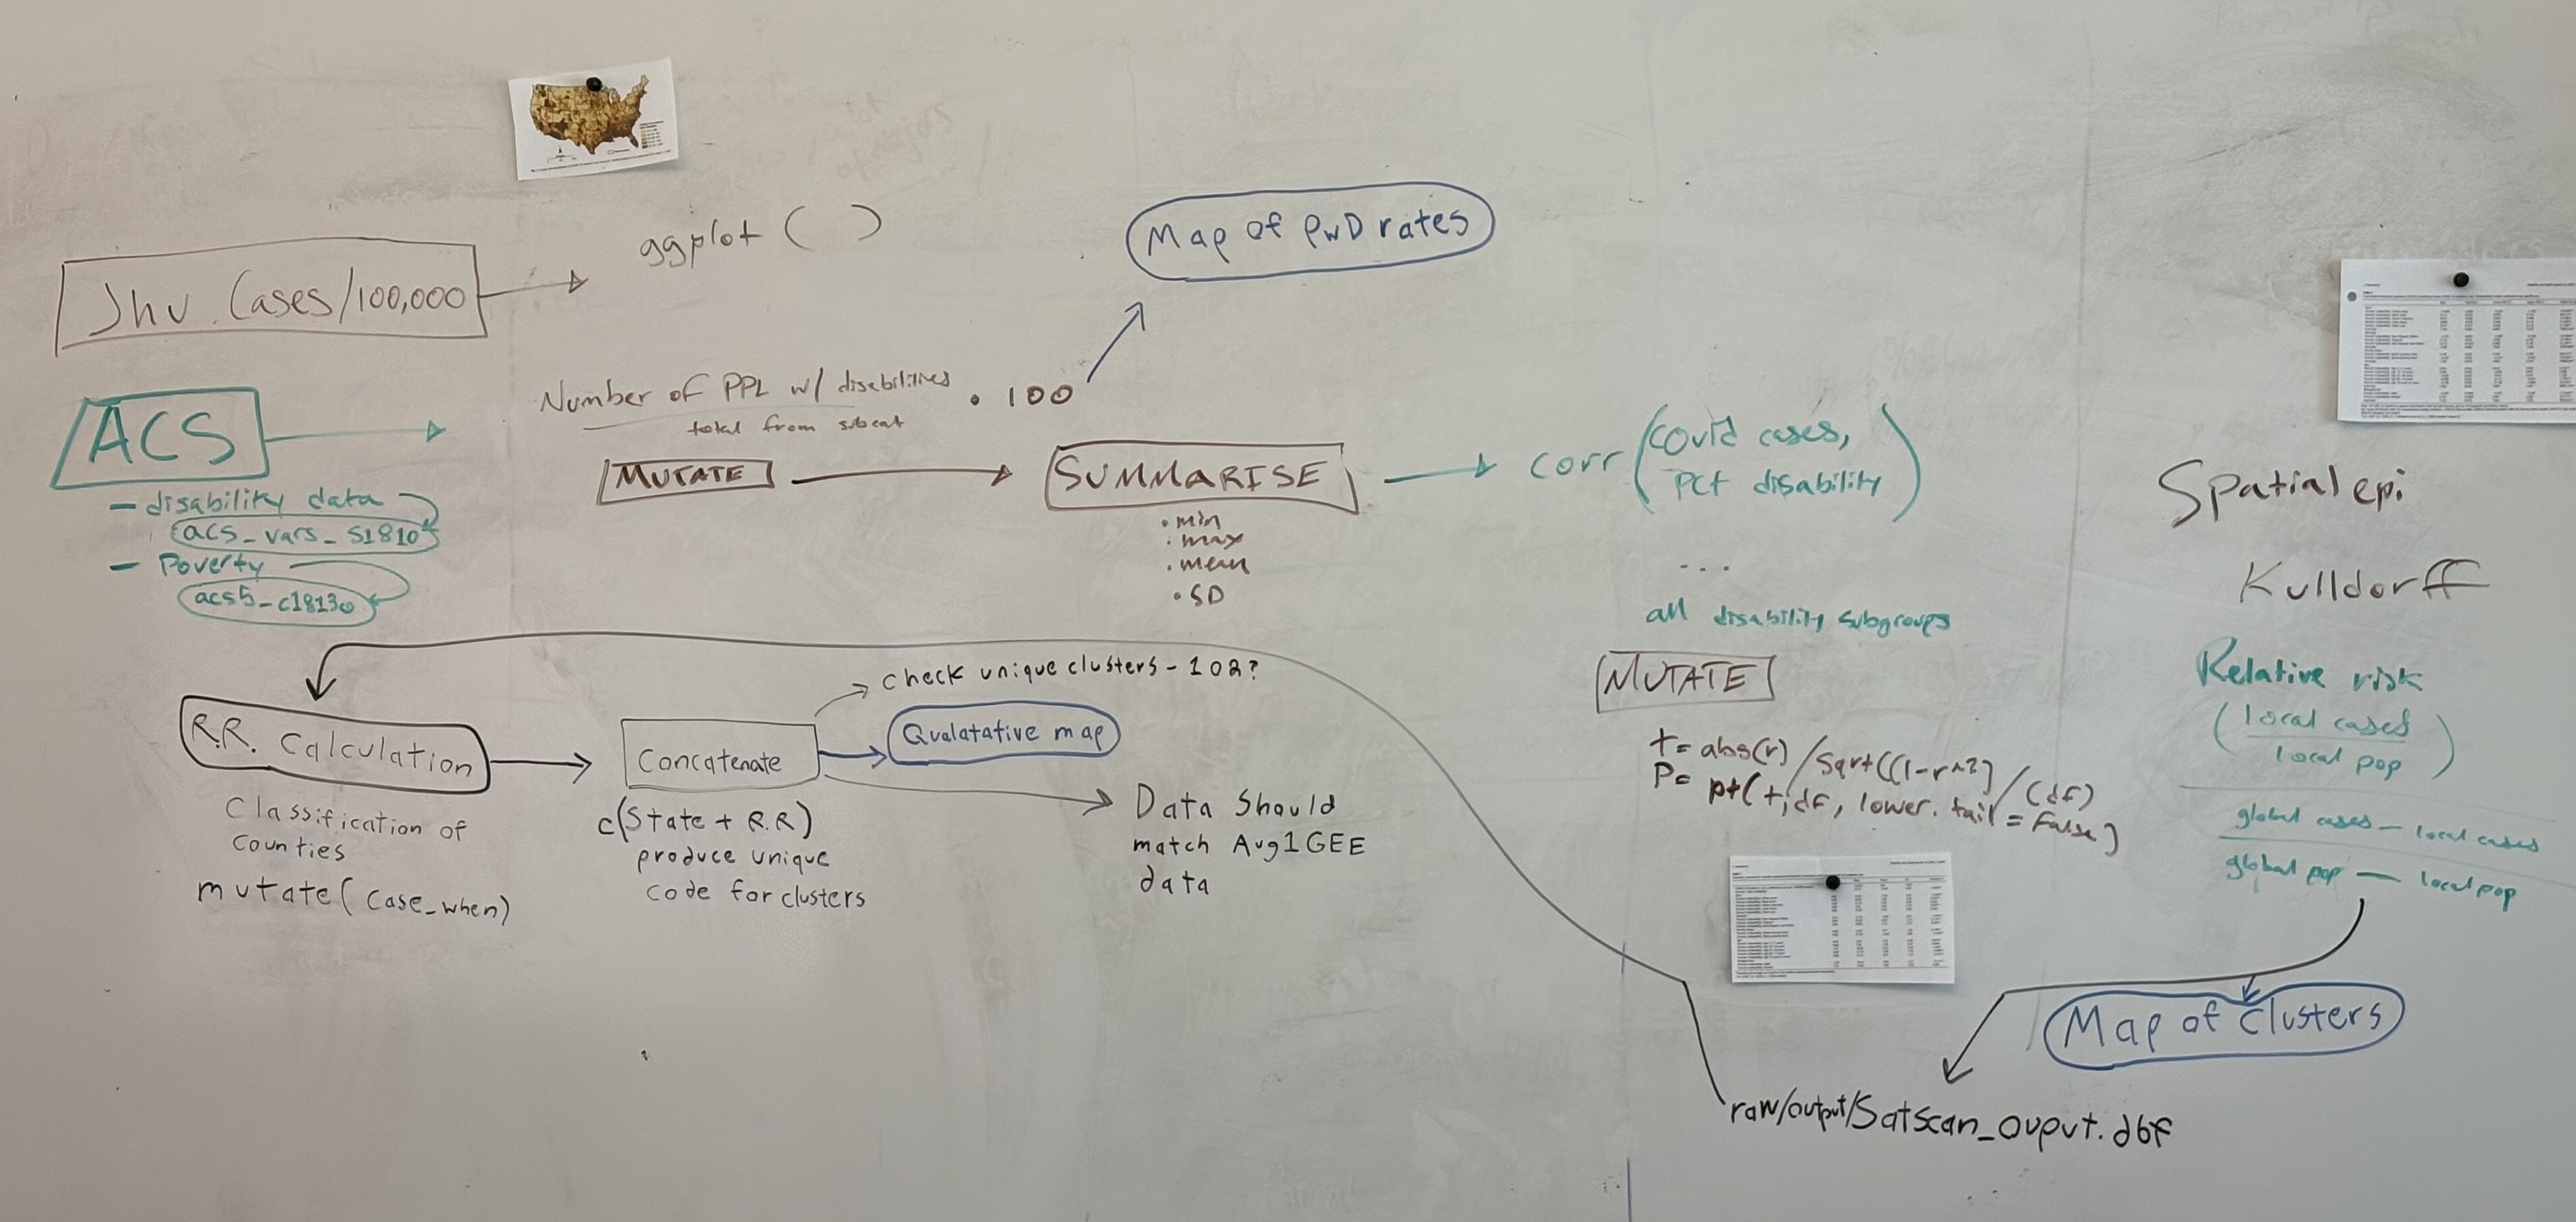 Jhu Cases/100,000
ggplot ( )
Map of PwD rates
ACS
- disability data
acs_vars_S1810
- Poverty
acs5_c18130
Number of PPL w/ disabilities
total from subcat
• 100
MUTATE
SUMMARISE
• min
• max
• mean
• SD
corr (covid cases,
PCt disability)
...
all disability subgroups
MUTATE
t= abs(r)/sqrt((1-r^2)/(df)
P= pt(t,df, lower.tail = False)
Spatial epi
Kulldorff
Relative risk
(local cases
local pop)
global cases - local cases
global pop - local pop
Map of Clusters
raw/output/SatScan_Ouput.dbf
R.R. Calculation
Classification of
Counties
mutate(case_when)
Concatenate
c(State + R.R)
produce unique
code for clusters
check unique clusters - 102?
Qualatative map
Data Should
match Aug1GEE
data